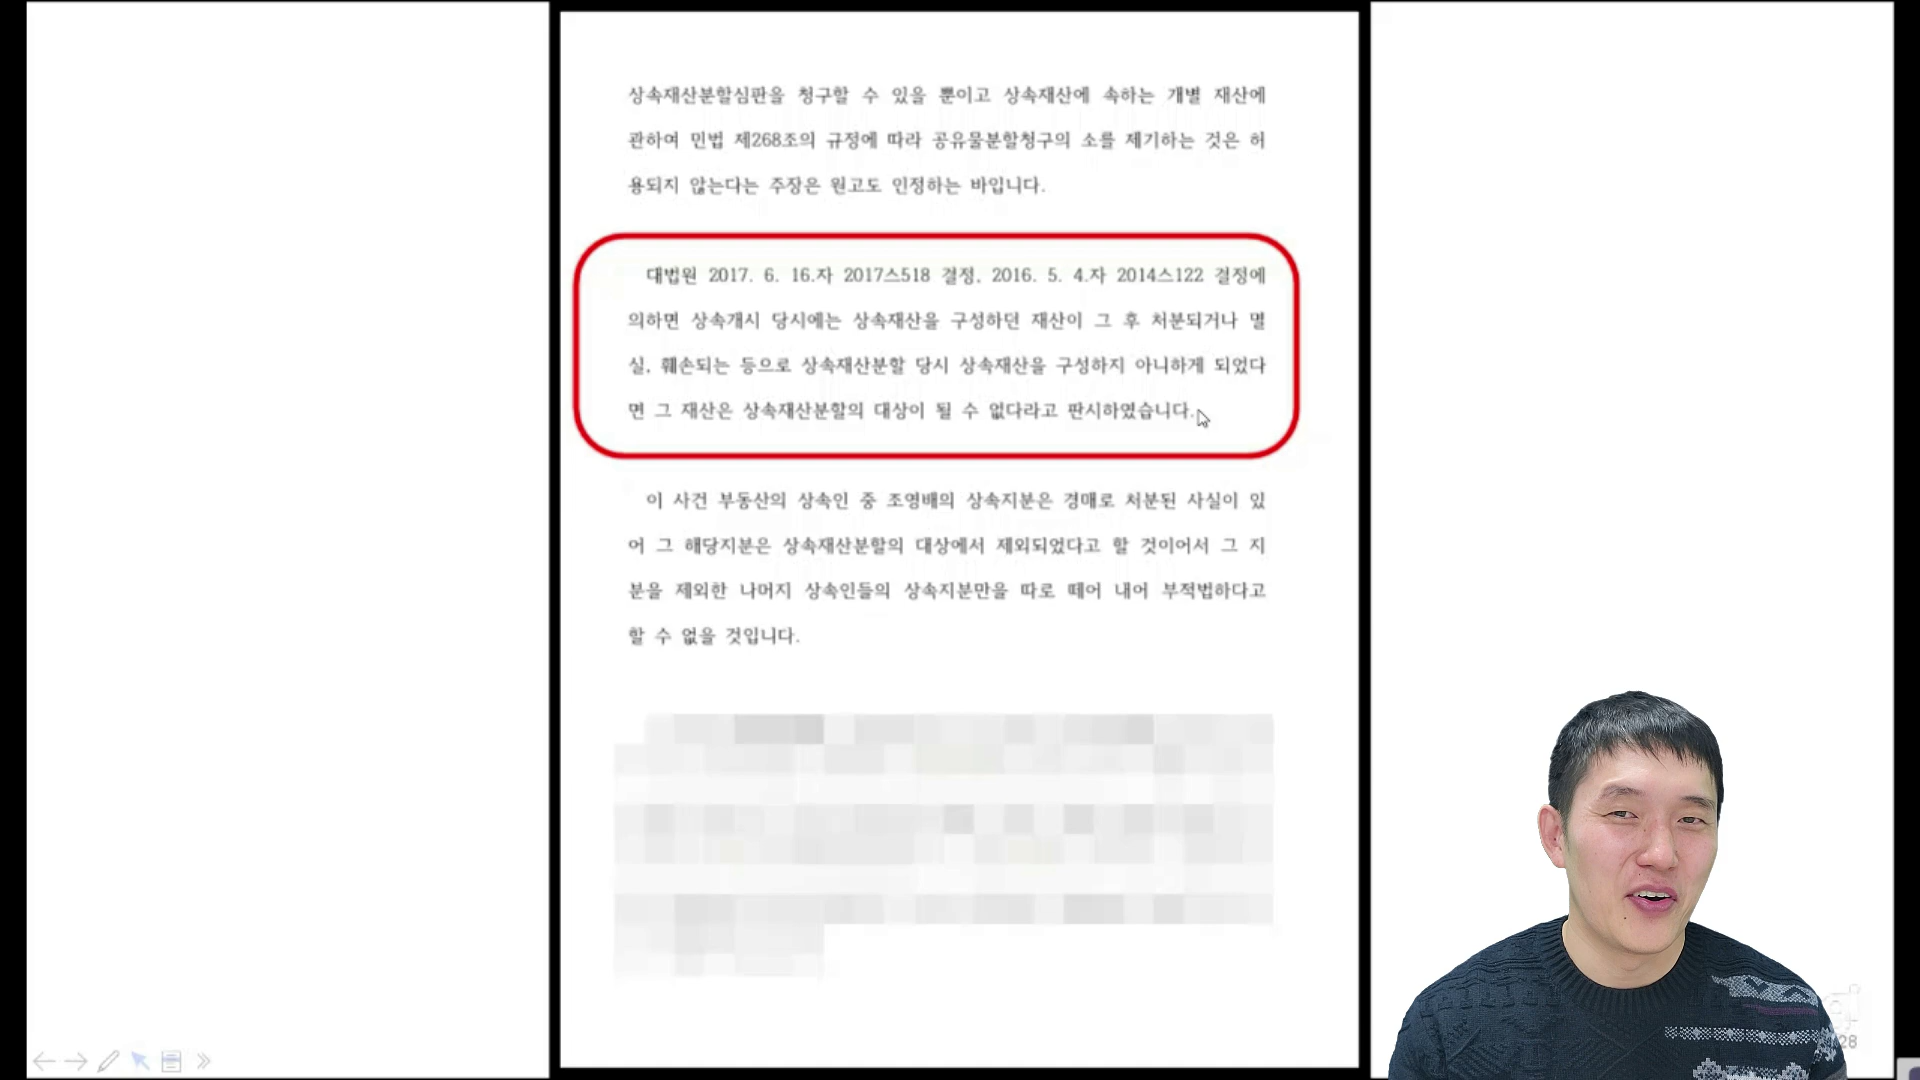 상속재산분할심판을 청구할 수 있을 뿐이고 상속재산에 속하는 개별 재산에
관하여 민법 제268조의 규정에 따라 공유물분할청구의 소를 제기하는 것은 허
용되지 않는다는 주장은 원고도 인정하는 바입니다.
대법원 2017. 6. 16.자 2017스518 결정, 2016. 5. 4.자 2014스122 결정에
의하면 상속개시 당시에는 상속재산을 구성하던 재산이 그 후 처분되거나 멸
실, 훼손되는 등으로 상속재산분할 당시 상속재산을 구성하지 아니하게 되었다
면 그 재산은 상속재산분할의 대상이 될 수 없다라고 판시하였습니다.
이 사건 부동산의 상속인 중 조영배의 상속지분은 경매로 처분된 사실이 있
어 그 해당지분은 상속재산분할의 대상에서 제외되었다고 할 것이어서 그 지
분을 제외한 나머지 상속인들의 상속지분만을 따로 떼어 내어 부적법하다고
할 수 없을 것입니다.
28